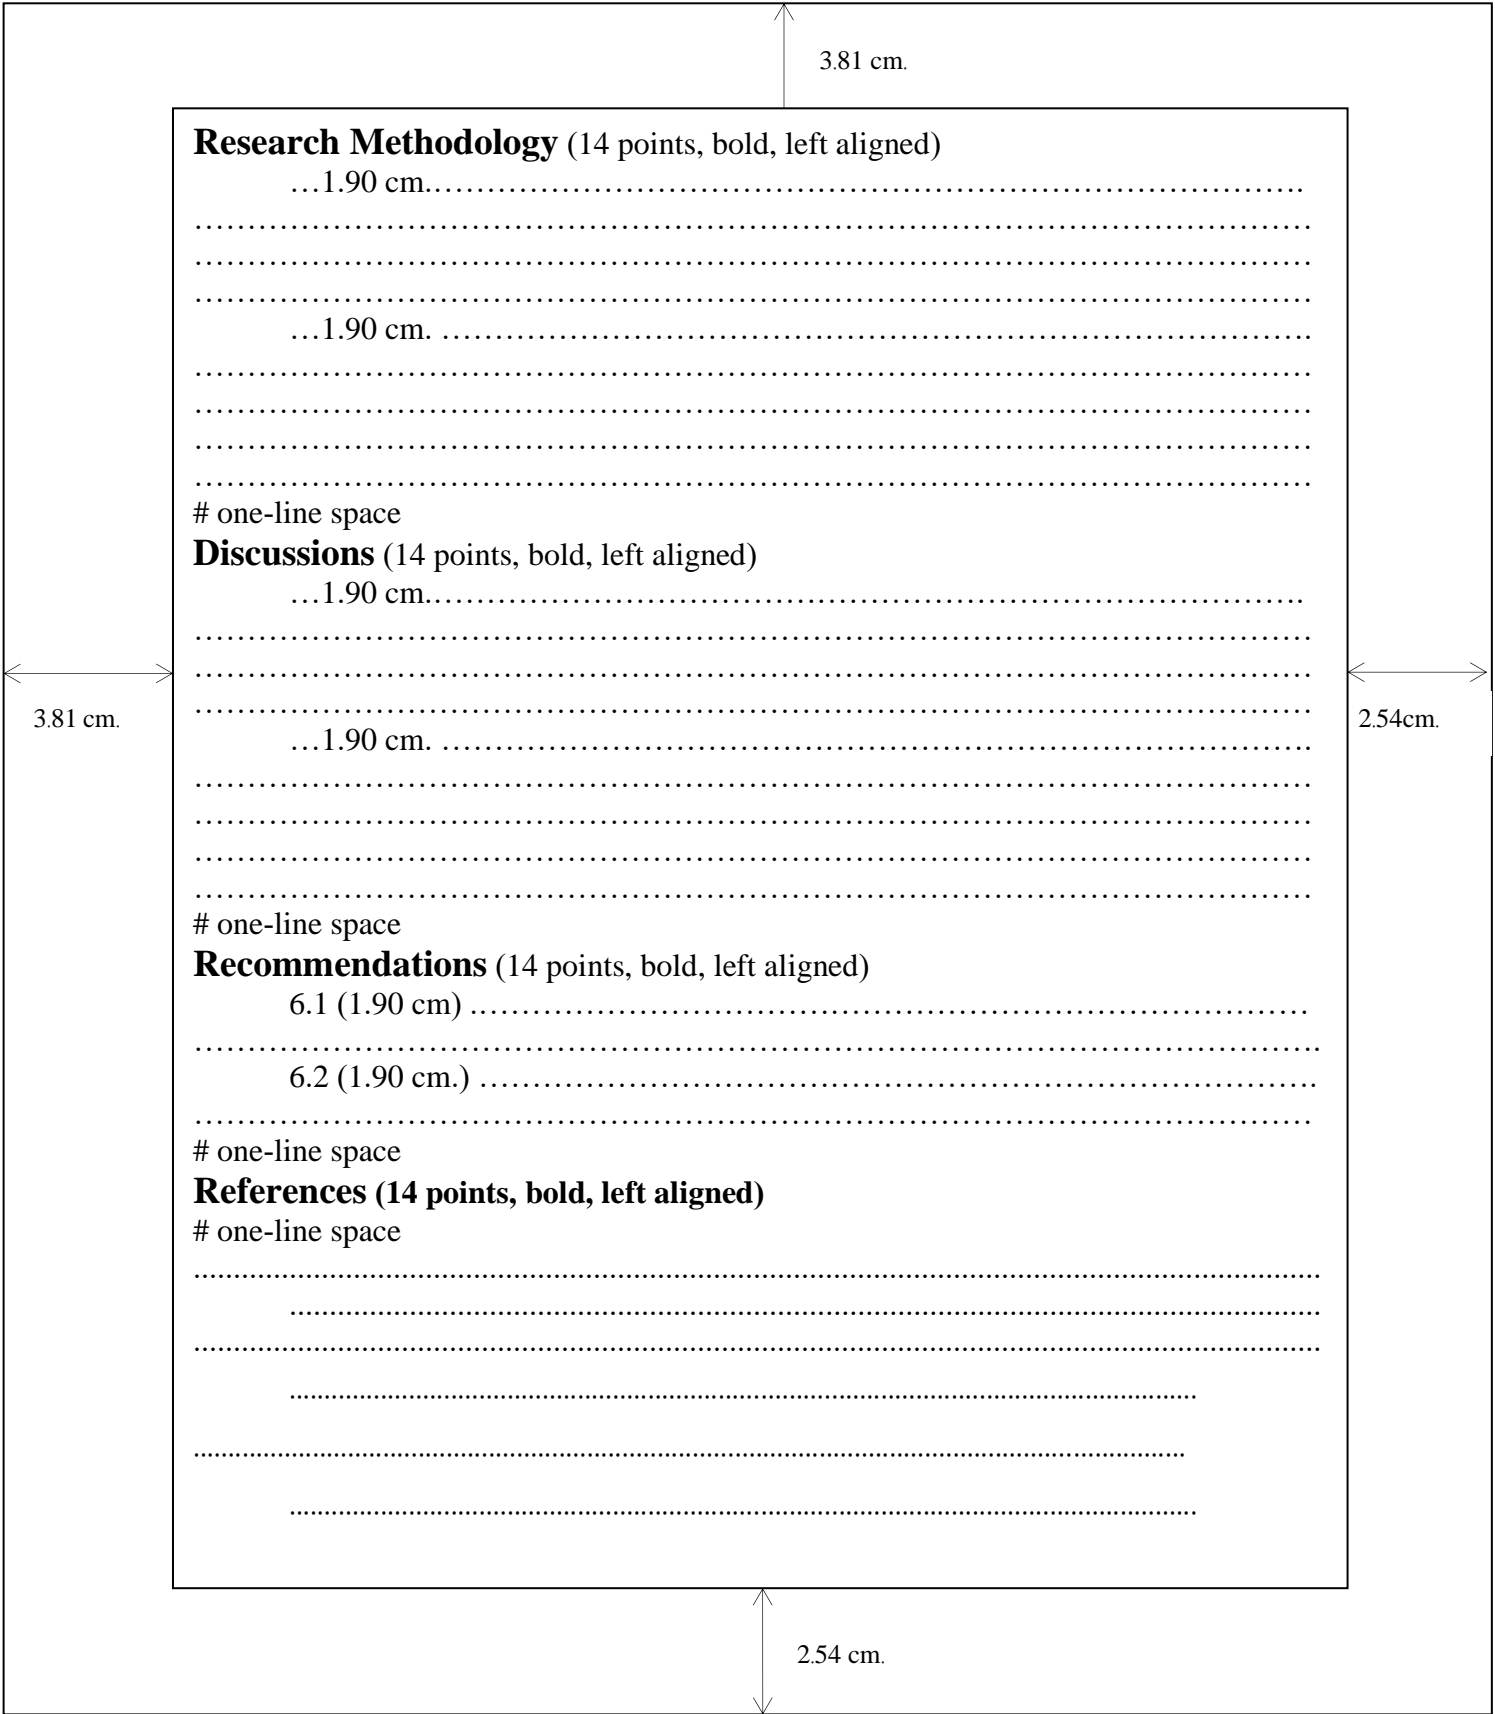 3.81 cm.
Research Methodology (14 points, bold, left aligned)
…1.90 cm.……………………………………………………………………………………….
………………………………………………………………………………………………………
………………………………………………………………………………………………………
………………………………………………………………………………………………………
…1.90 cm. ……………………………………………………………………………………….
………………………………………………………………………………………………………
………………………………………………………………………………………………………
………………………………………………………………………………………………………
………………………………………………………………………………………………………
# one-line space
Discussions (14 points, bold, left aligned)
…1.90 cm.……………………………………………………………………………………….
………………………………………………………………………………………………………
………………………………………………………………………………………………………
3.81 cm.
2.54cm.
………………………………………………………………………………………………………
…1.90 cm. ……………………………………………………………………………………….
………………………………………………………………………………………………………
………………………………………………………………………………………………………
………………………………………………………………………………………………………
………………………………………………………………………………………………………
# one-line space
Recommendations (14 points, bold, left aligned)
6.1 (1.90 cm) ……………………………………………………………………………………
……………………………………………………………………………………………………….
6.2 (1.90 cm.) …………………………………………………………………………………….
………………………………………………………………………………………………………
# one-line space
References (14 points, bold, left aligned)
# one-line space
..........................................................................................................................................
..............................................................................................................................
..........................................................................................................................................
..............................................................................................................................
..........................................................................................................................................
..............................................................................................................................
2.54 cm.